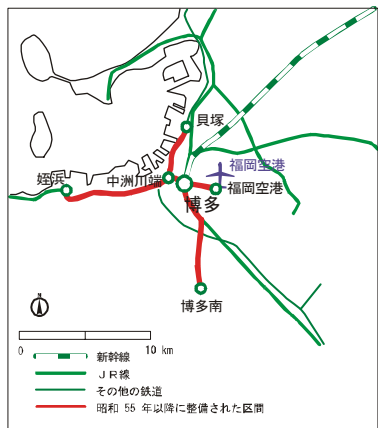 貝塚
福岡空港
姪浜
中洲川端
福岡空港
博多
博多南
N
0 10 km
新幹線
ＪＲ線
その他の鉄道
昭和 55 年以降に整備された区間